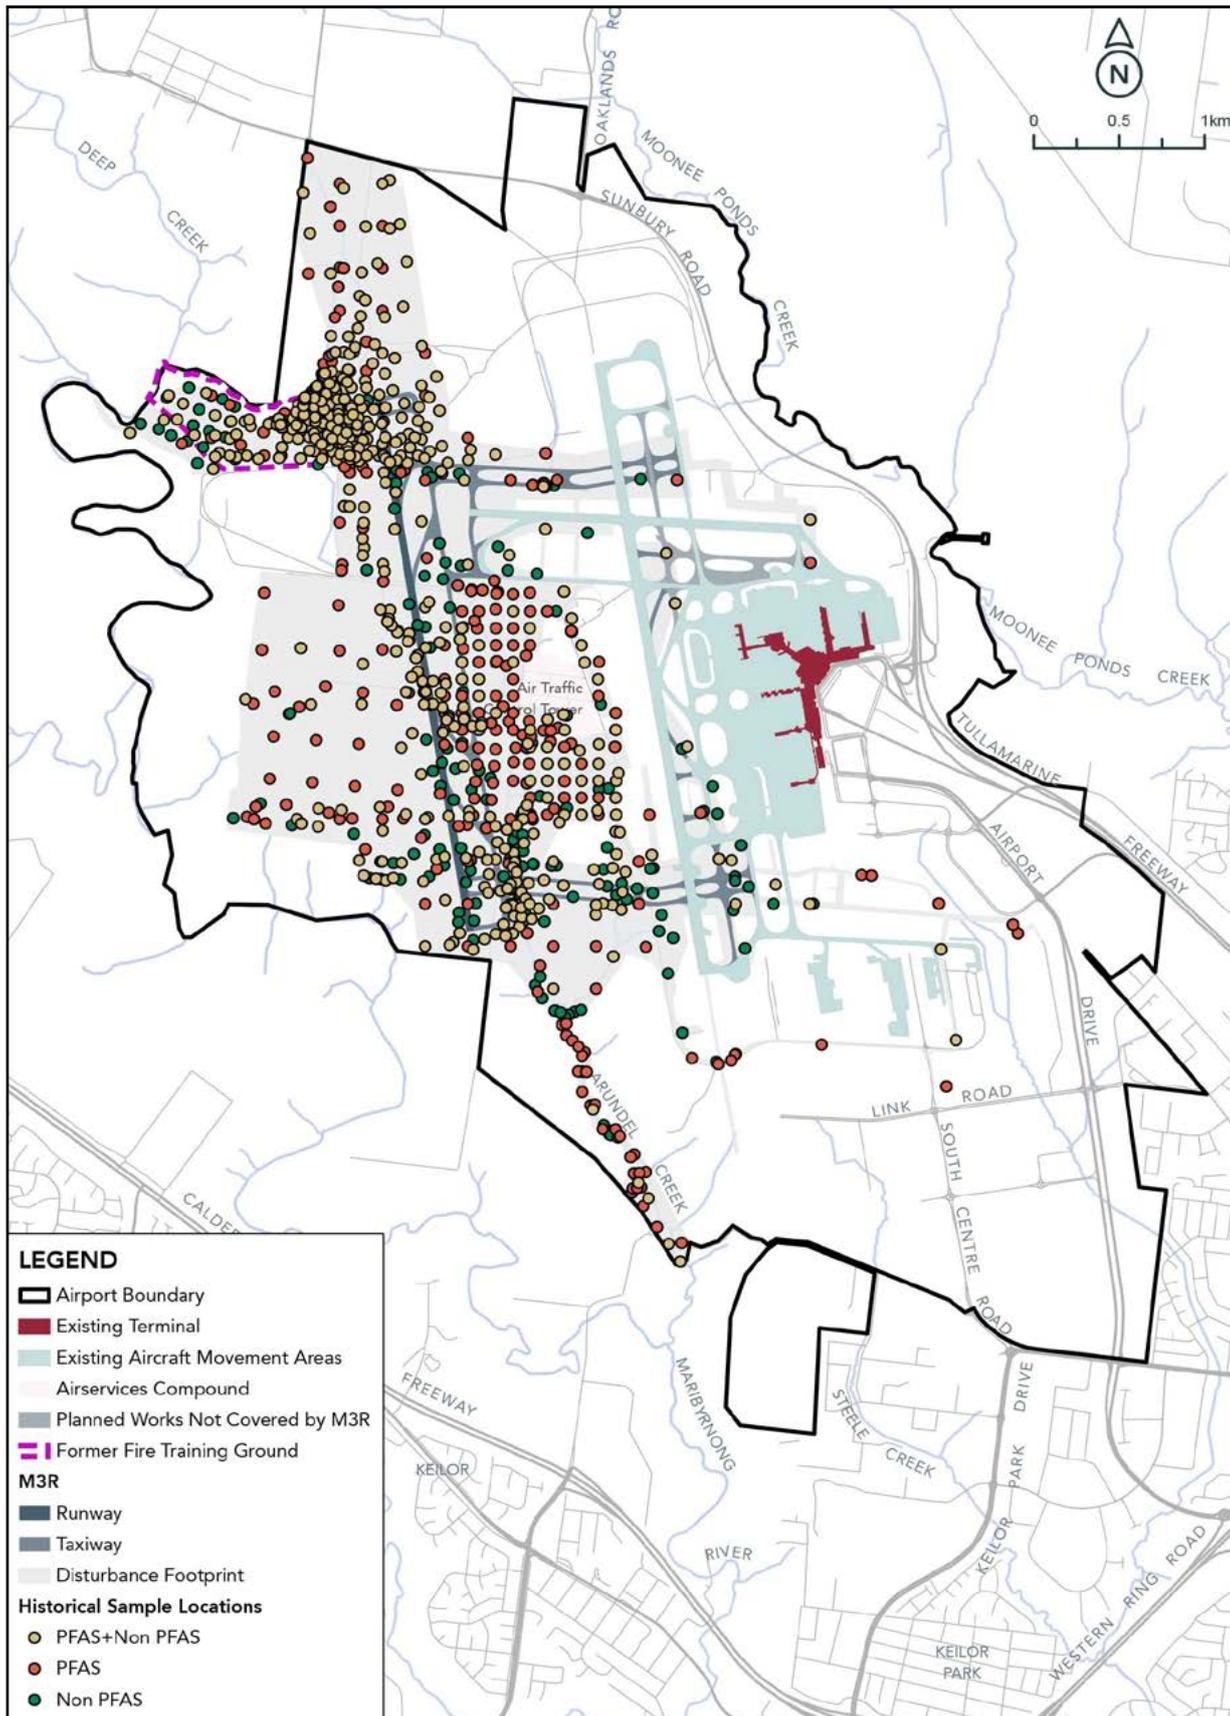 OAKLANDS RO
N
0 0.5 1km
DEEP
CREEK
MOONEE PONDS
CREEK
SUNBURY ROAD
MOONEE PONDS CREEK
Air Traffic
TULLAMARINE
FREEWAY
AIRPORT
DRIVE
ARUNDEL
CREEK
LINK ROAD
SOUTH
CENTRE
ROAD
CALDER
FREEWAY
KEILOR
MARIBYRNONG
RIVER
STEELE
CREEK
KEILOR PARK DRIVE
KEILOR
PARK
WESTERN RING ROAD
LEGEND
Airport Boundary
Existing Terminal
Existing Aircraft Movement Areas
Airservices Compound
Planned Works Not Covered by M3R
Former Fire Training Ground
M3R
Runway
Taxiway
Disturbance Footprint
Historical Sample Locations
PFAS+Non PFAS
PFAS
Non PFAS